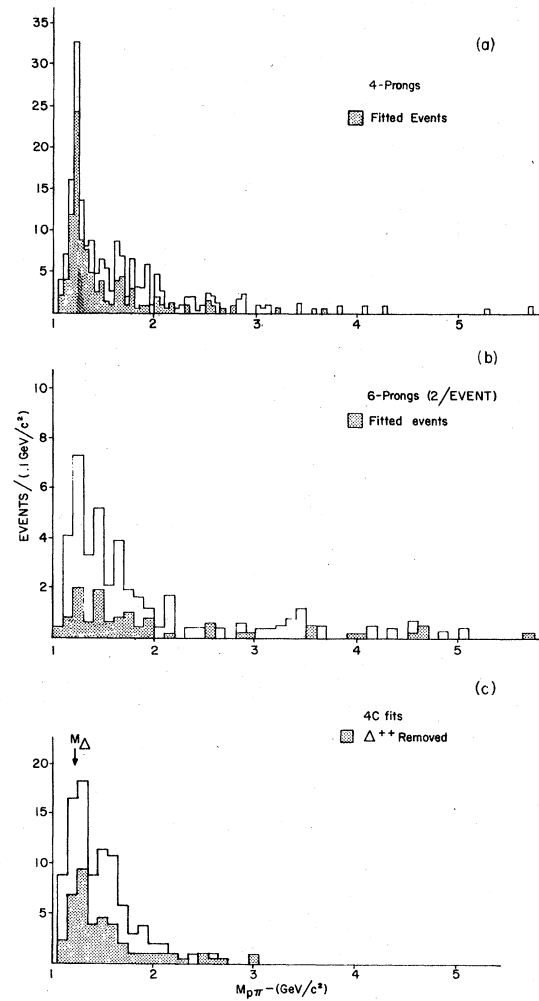 35
(a)
30
4-Prongs
25
Fitted Events
20
15
10
5
1 2 3 4 5
(b)
10
6-Prongs (2/EVENT)
Fitted events
8
EVENTS/(.1 GeV/c²)
6
4
2
1 2 3 4 5
(c)
4C fits
MΔ
Δ++ Removed
20
15
10
5
1 2 3 4 5
Mpπ-(GeV/c²)